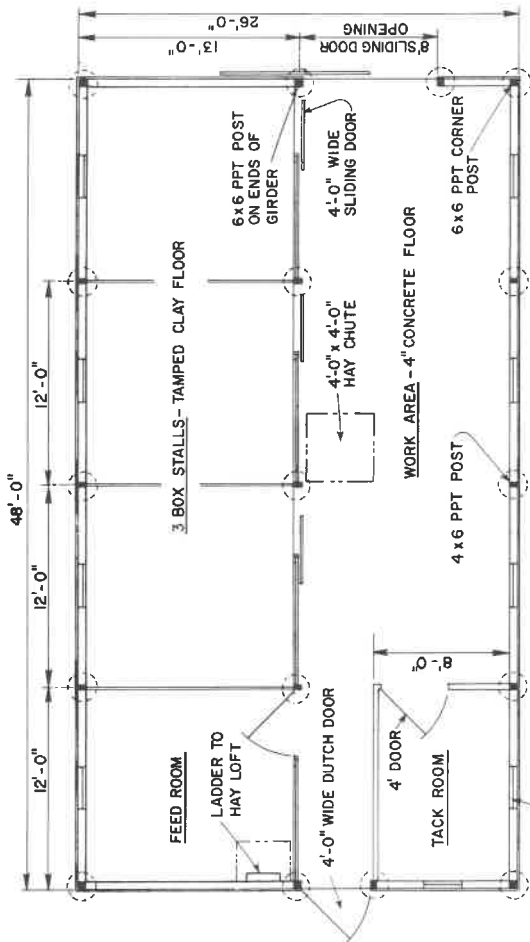 48'-0"
12'-0"
12'-0"
12'-0"
13'-0"
26'-0"
FEED ROOM
LADDER TO
HAY LOFT
3 BOX STALLS-TAMPED CLAY FLOOR
6x6 PPT POST
ON ENDS OF
GIRDER
4'-0" WIDE DUTCH DOOR
4'-0" x 4'-0"
HAY CHUTE
4'-0" WIDE
SLIDING DOOR
8' SLIDING DOOR
OPENING
4' DOOR
8'-0"
TACK ROOM
WORK AREA-4" CONCRETE FLOOR
4x6 PPT POST
6x6 PPT CORNER
POST